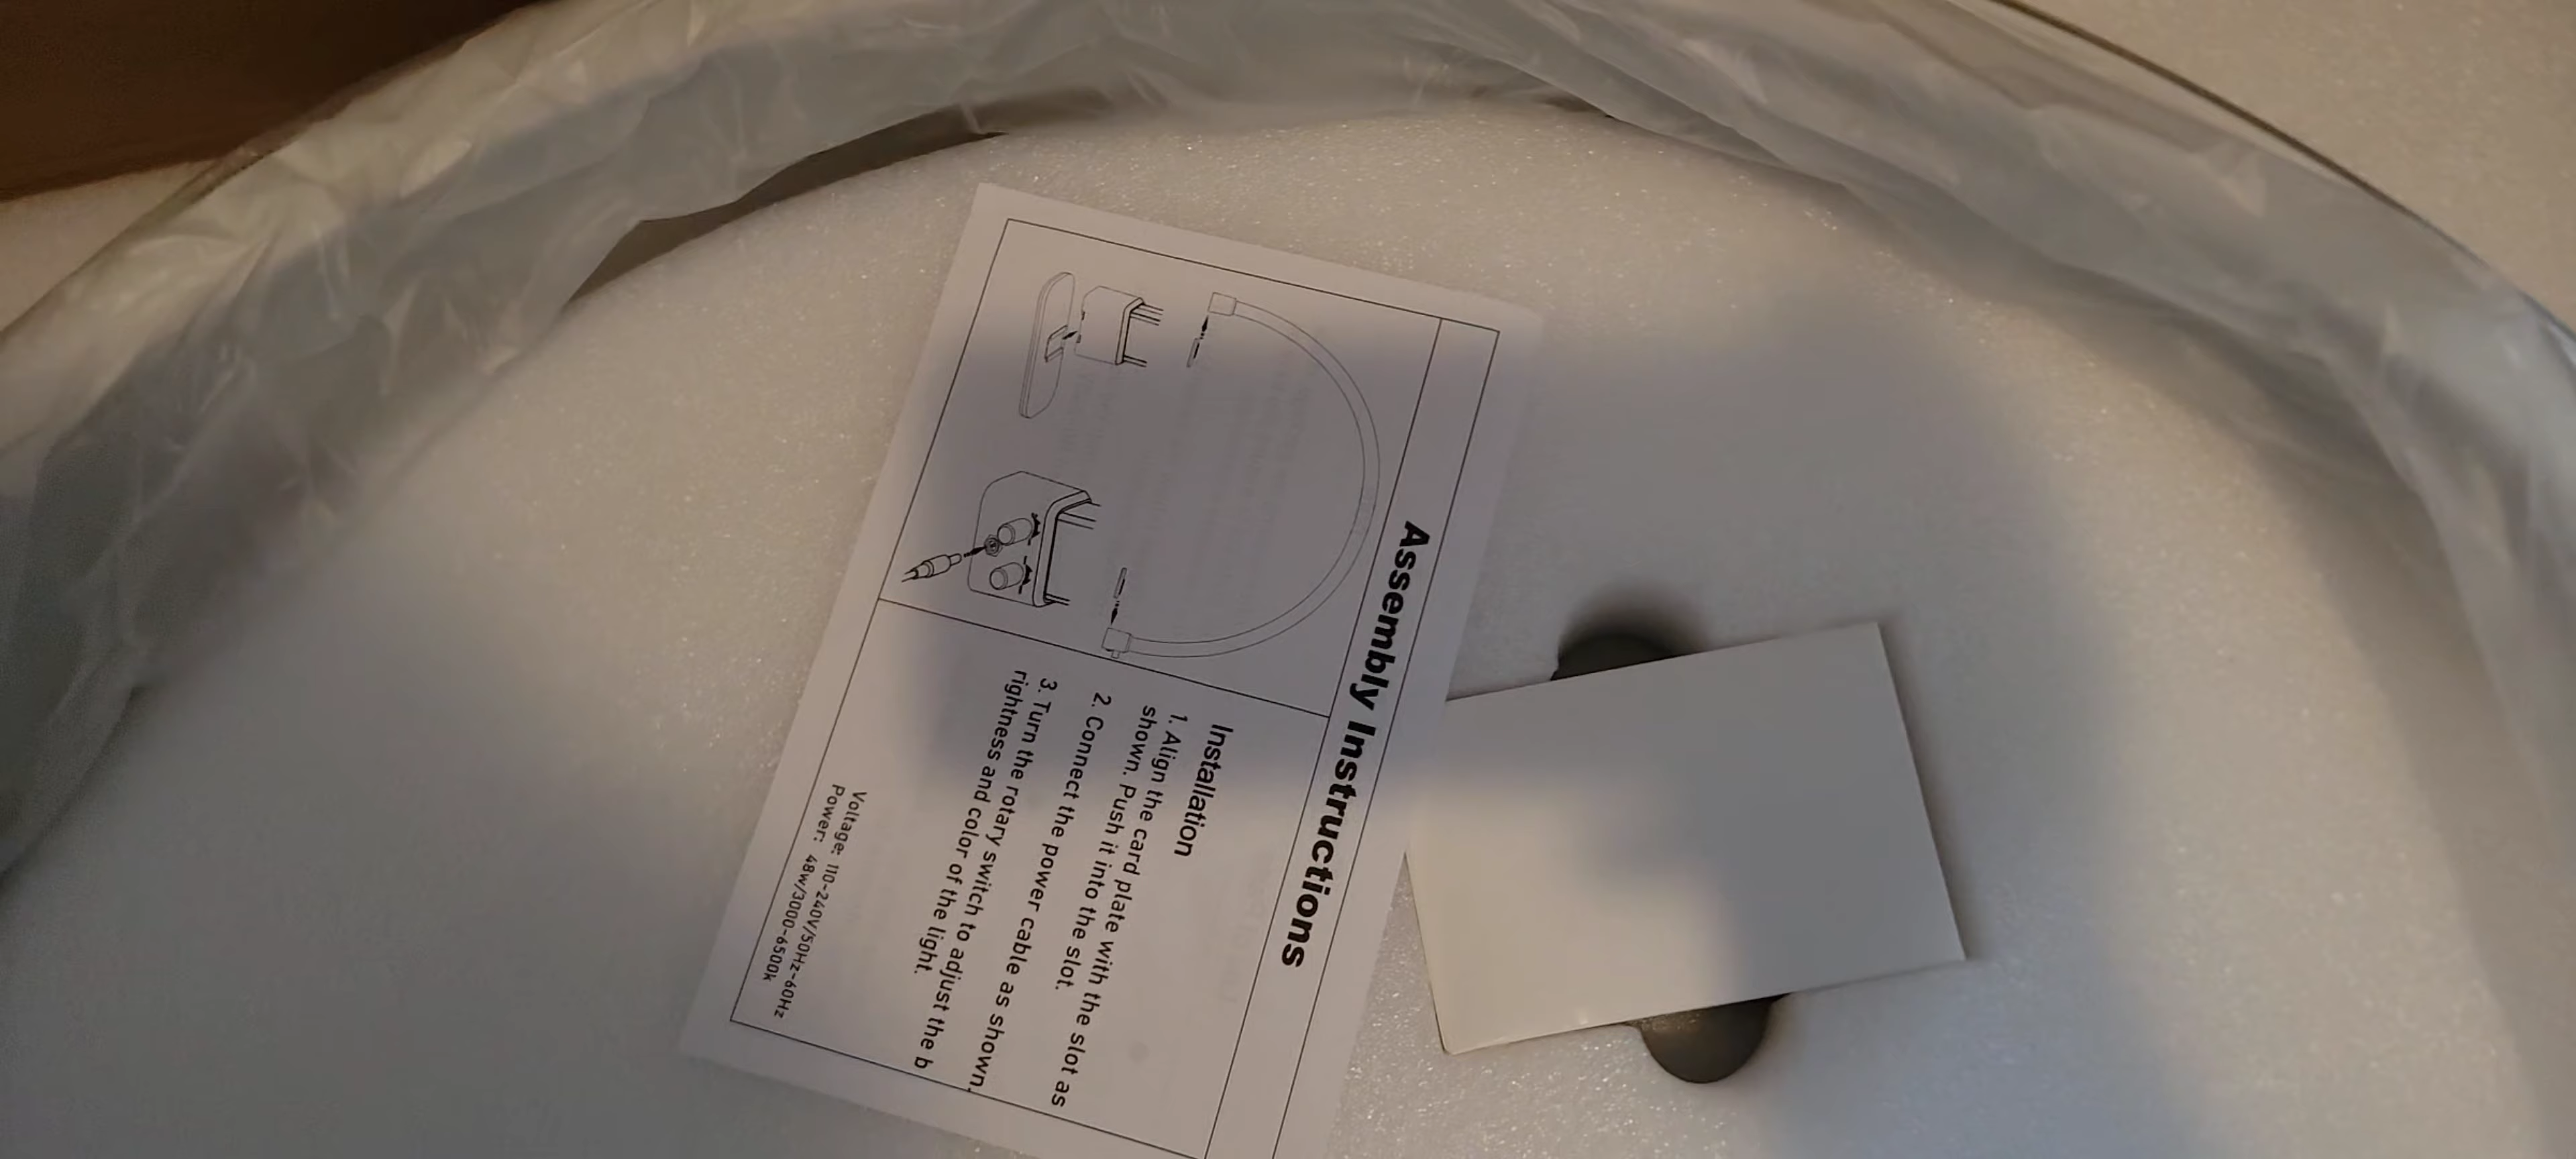 Assembly Instructions
Installation
1. Align the card plate with the slot as
shown. Push it into the slot.
2. Connect the power cable as shown.
3. Turn the rotary switch to adjust the b
rightness and color of the light.
Voltage: 110-240V/50Hz-60Hz
Power: 48w/3000-6500k